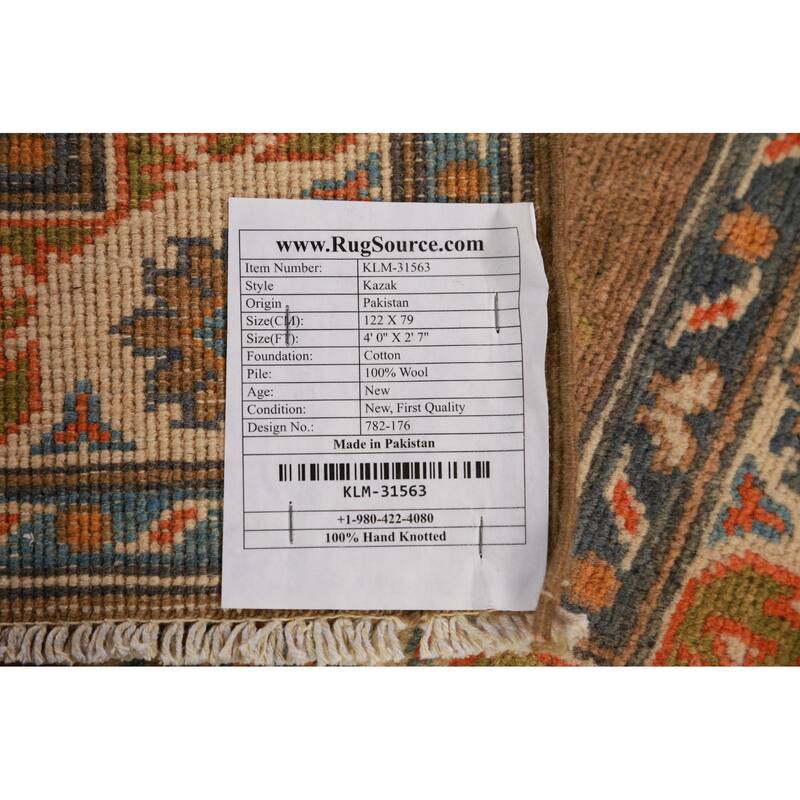 www.RugSource.com
Item Number: KLM-31563
Style Kazak
Origin Pakistan
Size(CM): 122 X 79
Size(FT): 4' 0" X 2' 7"
Foundation: Cotton
Pile: 100% Wool
Age: New
Condition: New, First Quality
Design No.: 782-176
Made in Pakistan
KLM-31563
+1-980-422-4080
100% Hand Knotted